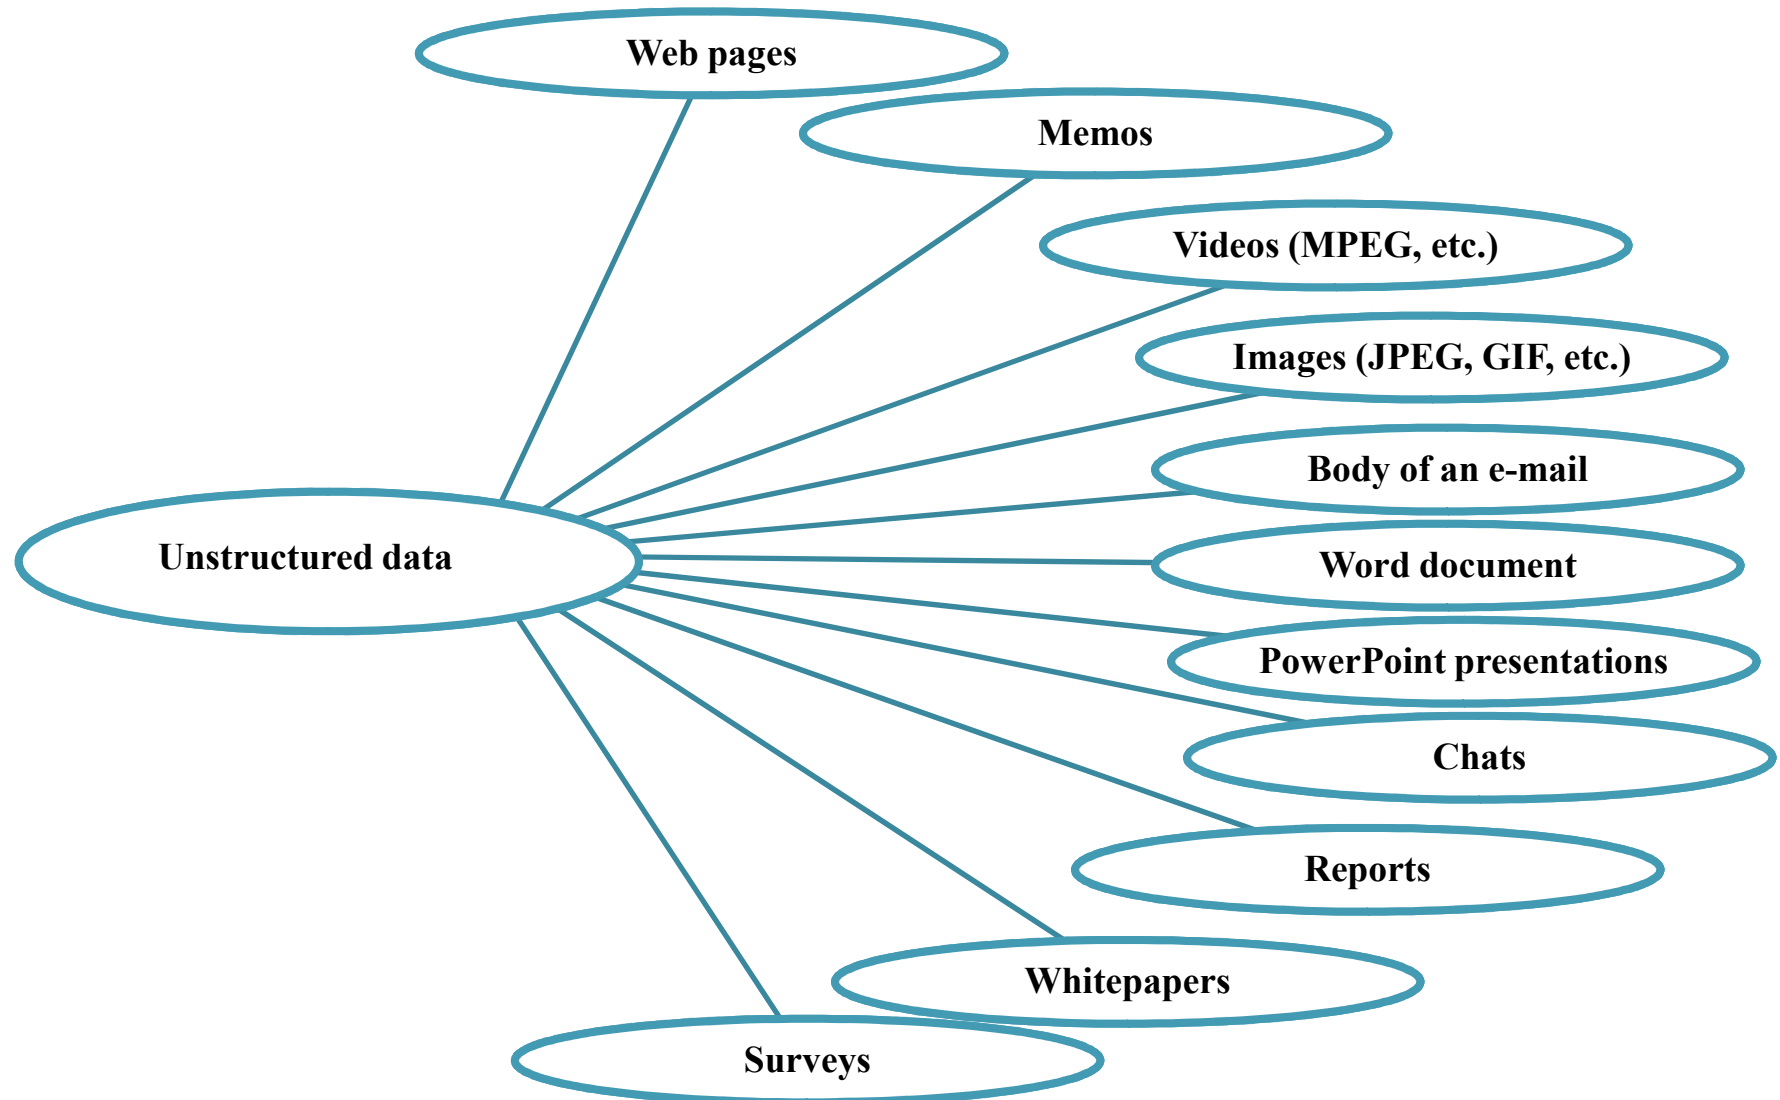 Web pages
Memos
Videos (MPEG, etc.)
Images (JPEG, GIF, etc.)
Body of an e-mail
Unstructured data
Word document
PowerPoint presentations
Chats
Reports
Whitepapers
Surveys